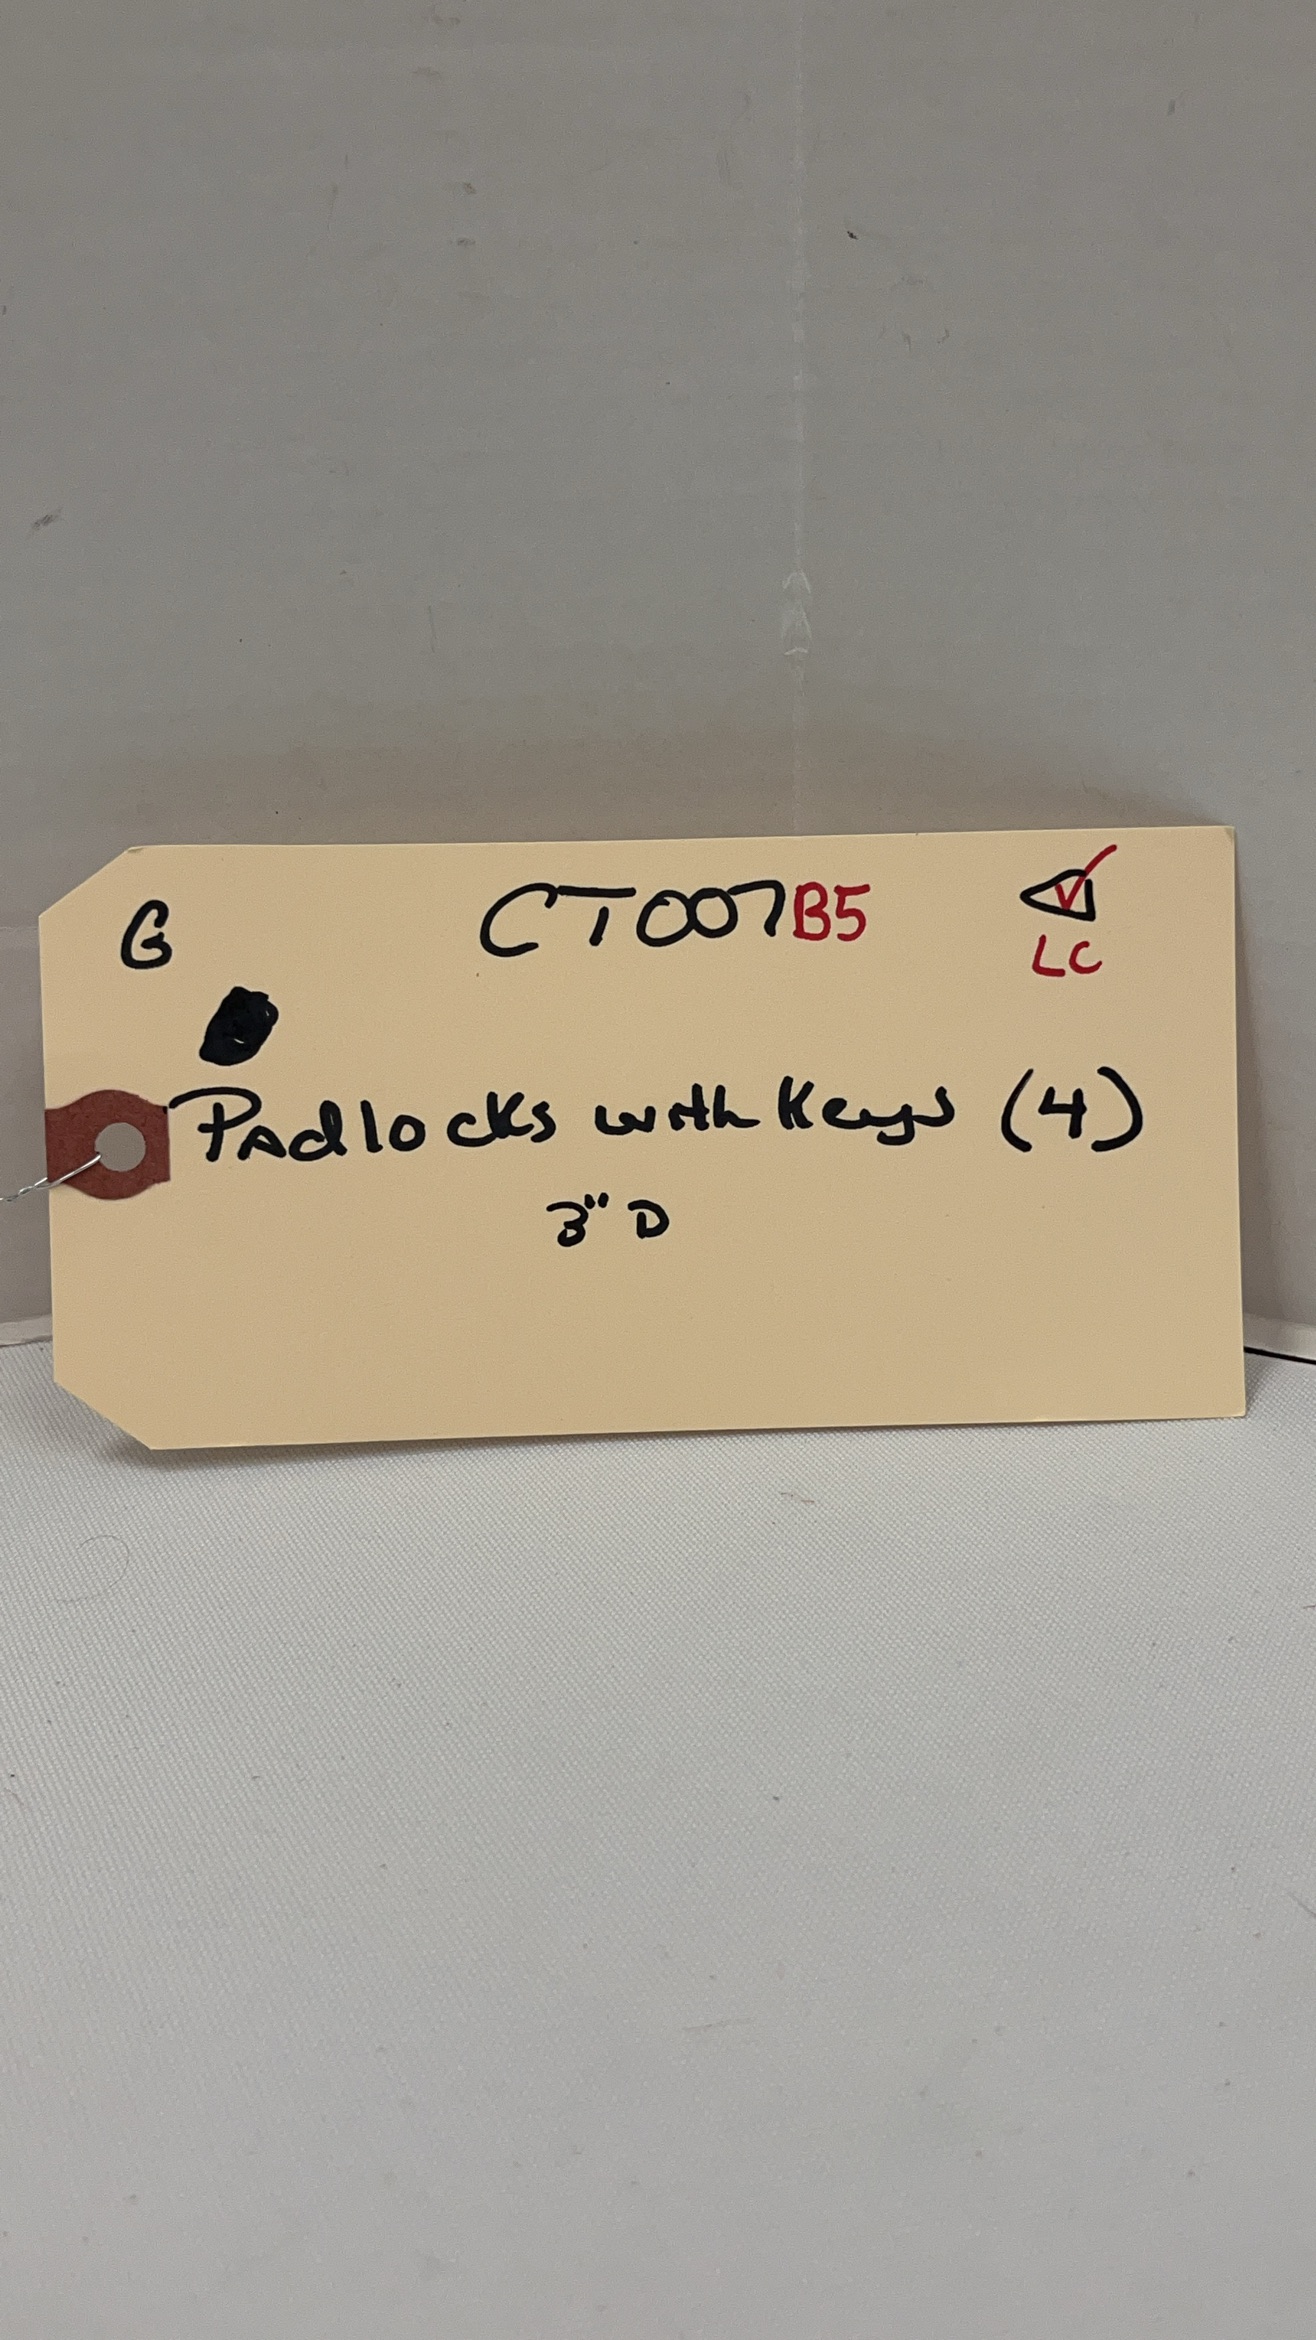 G CT007B5
LC
Padlocks with Keys (4)
3" D